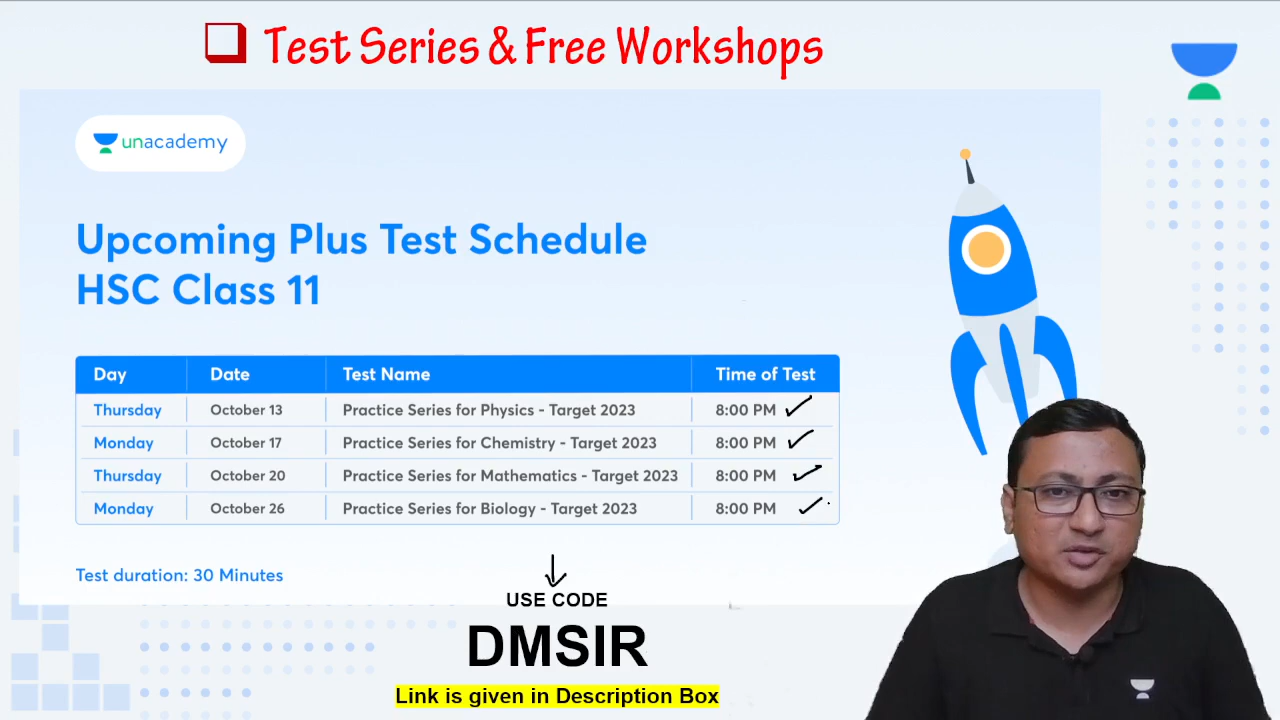 Test Series & Free Workshops
unacademy
Upcoming Plus Test Schedule
HSC Class 11
Day Date Test Name Time of Test
Thursday October 13 Practice Series for Physics - Target 2023 8:00 PM
Monday October 17 Practice Series for Chemistry - Target 2023 8:00 PM
Thursday October 20 Practice Series for Mathematics - Target 2023 8:00 PM
Monday October 26 Practice Series for Biology - Target 2023 8:00 PM
Test duration: 30 Minutes
USE CODE
DMSIR
Link is given in Description Box